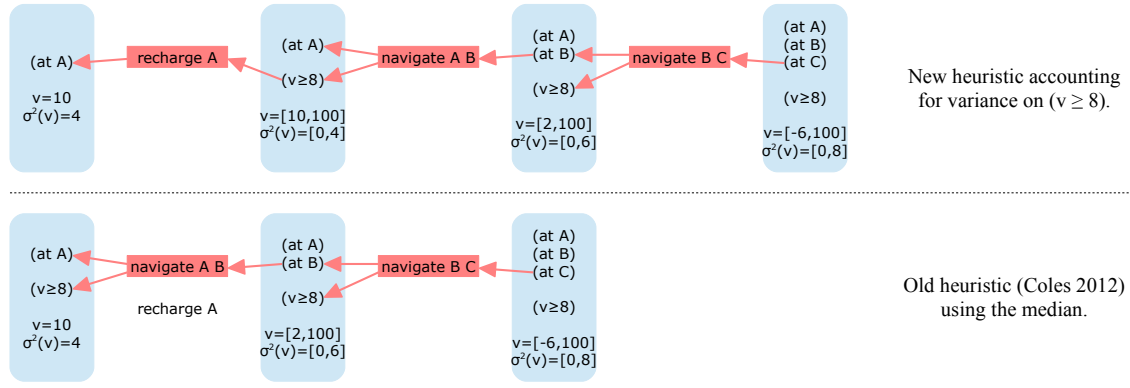 (at A)
v=10
σ²(v)=4
recharge A
(at A)
(v≥8)
v=[10,100]
σ²(v)=[0,4]
navigate A B
(at A)
(at B)
(v≥8)
v=[2,100]
σ²(v)=[0,6]
navigate B C
(at A)
(at B)
(at C)
(v≥8)
v=[-6,100]
σ²(v)=[0,8]
New heuristic accounting
for variance on (v ≥ 8).
(at A)
(v≥8)
v=10
σ²(v)=4
navigate A B
recharge A
(at A)
(at B)
(v≥8)
v=[2,100]
σ²(v)=[0,6]
navigate B C
(at A)
(at B)
(at C)
(v≥8)
v=[-6,100]
σ²(v)=[0,8]
Old heuristic (Coles 2012)
using the median.